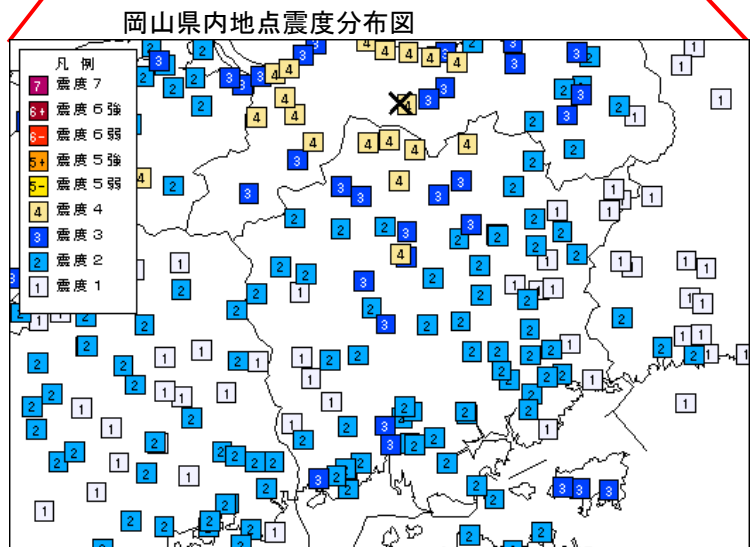 岡山県内地点震度分布図
凡 例
7 震度７
6+ 震度６強
6- 震度６弱
5+ 震度５強
5- 震度５弱
4 震度４
3 震度３
2 震度２
1 震度１